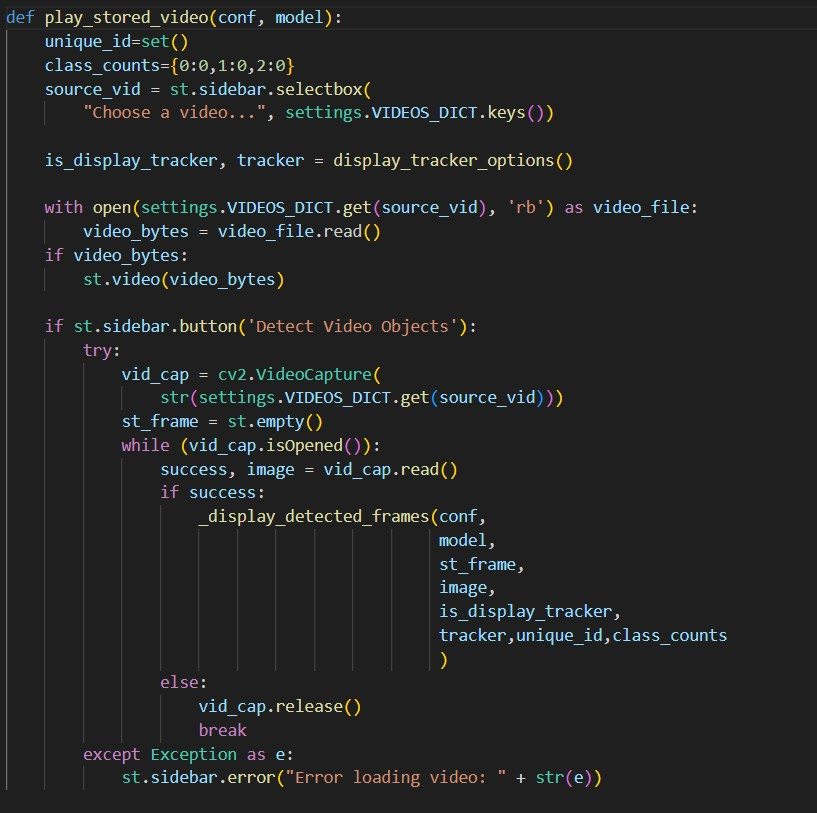 def play_stored_video(conf, model):
    unique_id=set()
    class_counts={0:0,1:0,2:0}
    source_vid = st.sidebar.selectbox(
        "Choose a video...", settings.VIDEOS_DICT.keys())

    is_display_tracker, tracker = display_tracker_options()

    with open(settings.VIDEOS_DICT.get(source_vid), 'rb') as video_file:
        video_bytes = video_file.read()
    if video_bytes:
        st.video(video_bytes)

    if st.sidebar.button('Detect Video Objects'):
        try:
            vid_cap = cv2.VideoCapture(
                str(settings.VIDEOS_DICT.get(source_vid)))
            st_frame = st.empty()
            while (vid_cap.isOpened()):
                success, image = vid_cap.read()
                if success:
                    _display_detected_frames(conf,
                                             model,
                                             st_frame,
                                             image,
                                             is_display_tracker,
                                             tracker,unique_id,class_counts
                                             )
                else:
                    vid_cap.release()
                    break
        except Exception as e:
            st.sidebar.error("Error loading video: " + str(e))